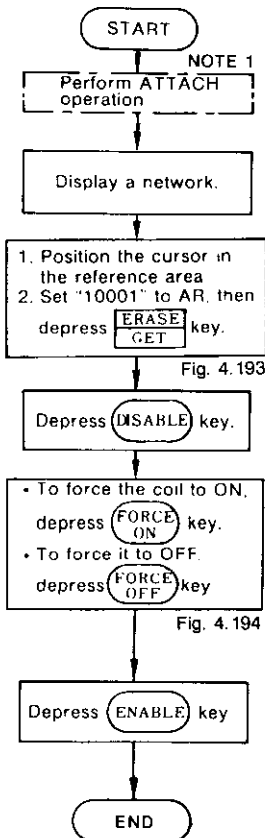 START
NOTE 1
Perform ATTACH
operation
Display a network.
1. Position the cursor in
the reference area
2. Set "10001" to AR, then
depress ERASE GET key.
Fig. 4.193
Depress DISABLE key.
• To force the coil to ON,
depress FORCE ON key.
• To force it to OFF.
depress FORCE OFF key
Fig. 4.194
Depress ENABLE key
END